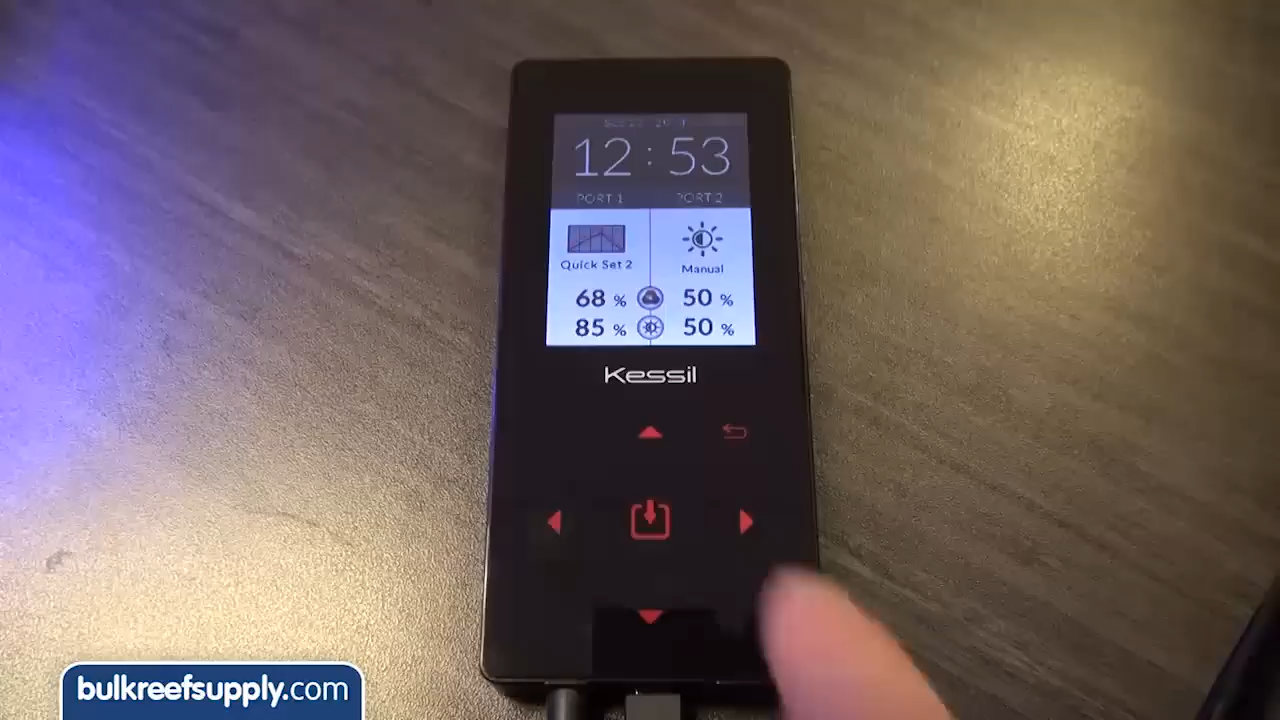 12:53
PORT 1 PORT 2
Quick Set 2 Manual
68 % 50 %
85 % 50 %
Kessil
bulkreefsupply.com